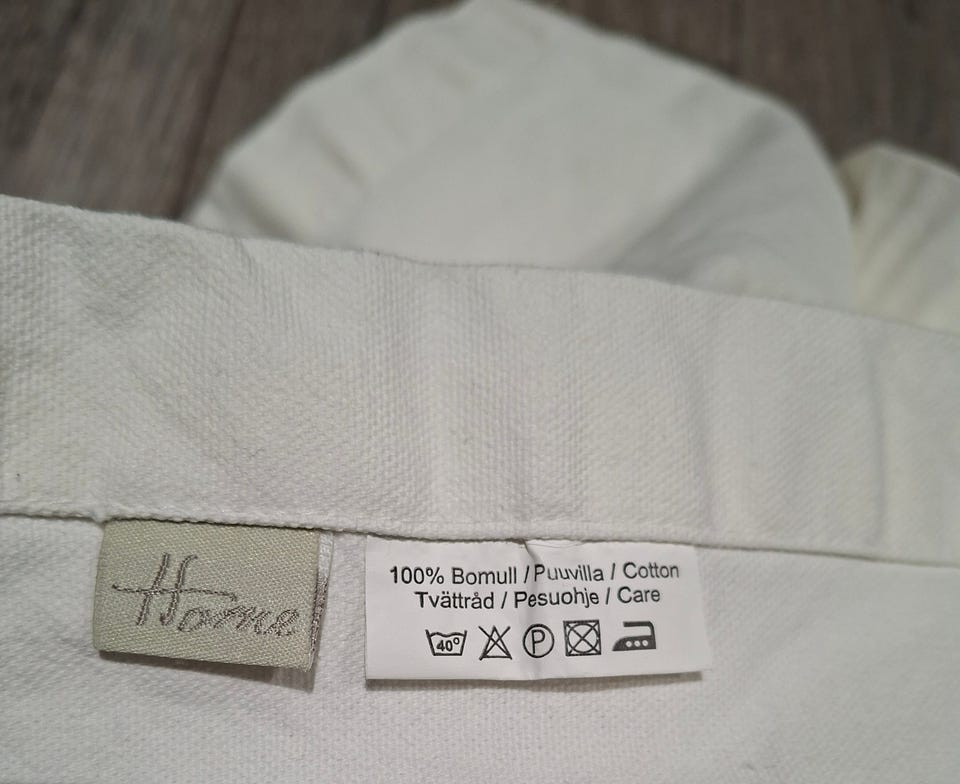 Home
100% Bomull / Puuvilla / Cotton
Tvättråd / Pesuohje / Care
40°
P